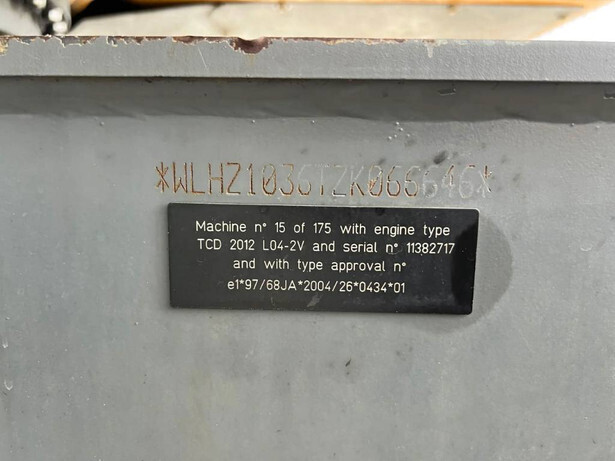 *WLHZ1036TZK066646*
Machine n° 15 of 175 with engine type
TCD 2012 L04-2V and serial n° 11382717
and with type approval n°
e1*97/68JA*2004/26*0434*01